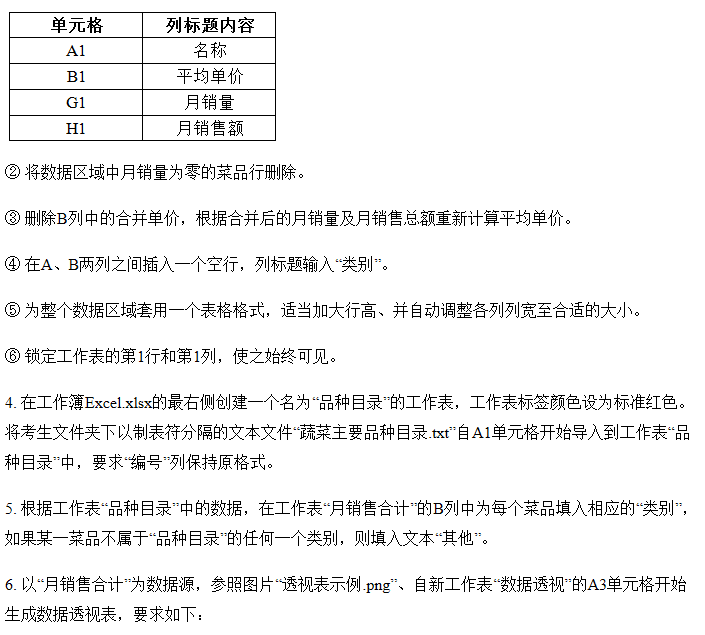 单元格 列标题内容
A1 名称
B1 平均单价
G1 月销量
H1 月销售额
② 将数据区域中月销量为零的菜品行删除。
③ 删除B列中的合并单价，根据合并后的月销量及月销售总额重新计算平均单价。
④ 在A、B两列之间插入一个空行，列标题输入“类别”。
⑤ 为整个数据区域套用一个表格格式，适当加大行高、并自动调整各列列宽至合适的大小。
⑥ 锁定工作表的第1行和第1列，使之始终可见。
4. 在工作簿Excel.xlsx的最右侧创建一个名为“品种目录”的工作表，工作表标签颜色设为标准红色。
将考生文件夹下以制表符分隔的文本文件“蔬菜主要品种目录.txt”自A1单元格开始导入到工作表“品
种目录”中，要求“编号”列保持原格式。
5. 根据工作表“品种目录”中的数据，在工作表“月销售合计”的B列中为每个菜品填入相应的“类别”，
如果某一菜品不属于“品种目录”的任何一个类别，则填入文本“其他”。
6. 以“月销售合计”为数据源，参照图片“透视表示例.png”、自新工作表“数据透视”的A3单元格开始
生成数据透视表，要求如下：